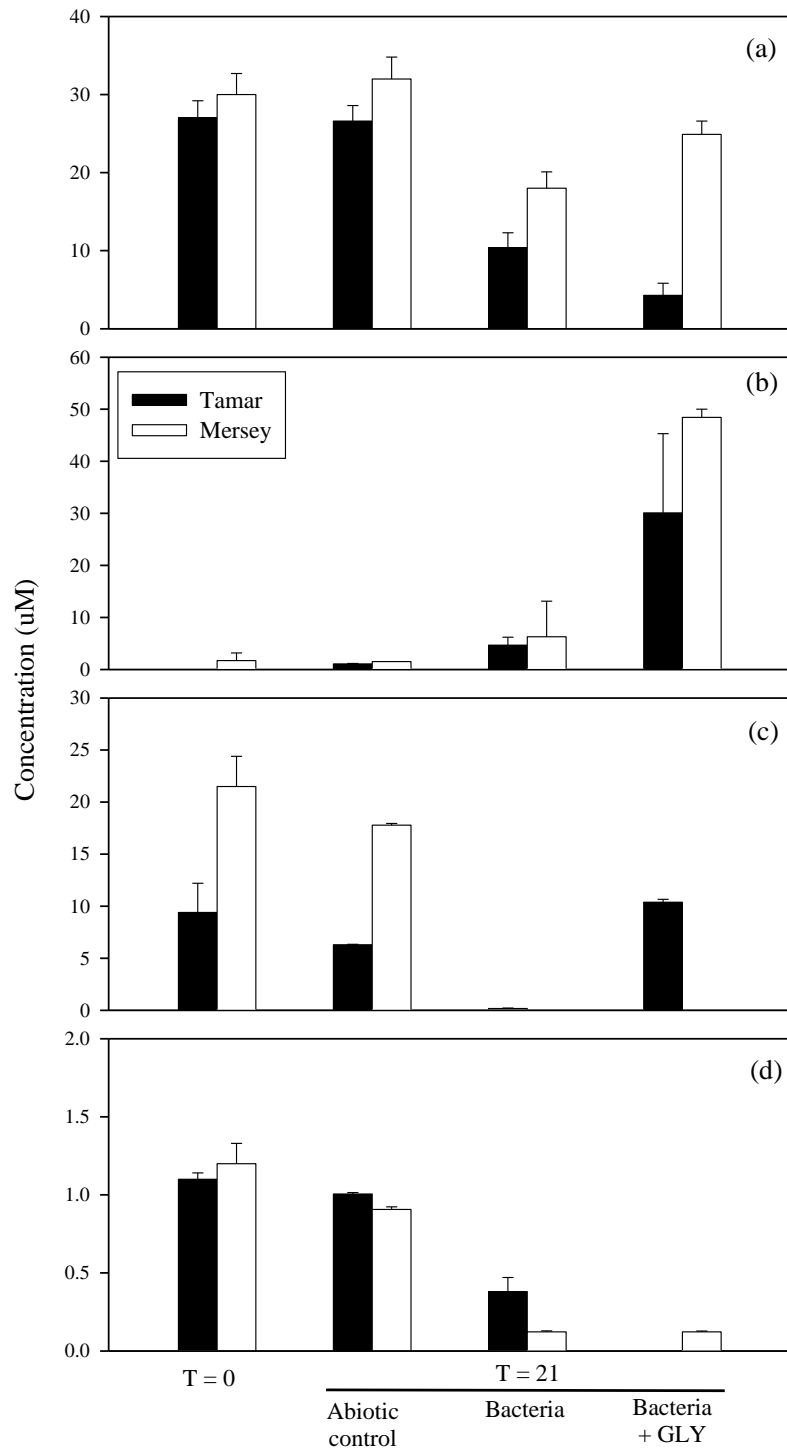 40
(a)
30
20
10
0
60
(b)
Tamar
Mersey
50
40
30
20
10
0
Concentration (uM)
30
(c)
25
20
15
10
5
0
2.0
(d)
1.5
1.0
0.5
0.0
T = 0
T = 21
Abiotic
control
Bacteria
Bacteria
+ GLY